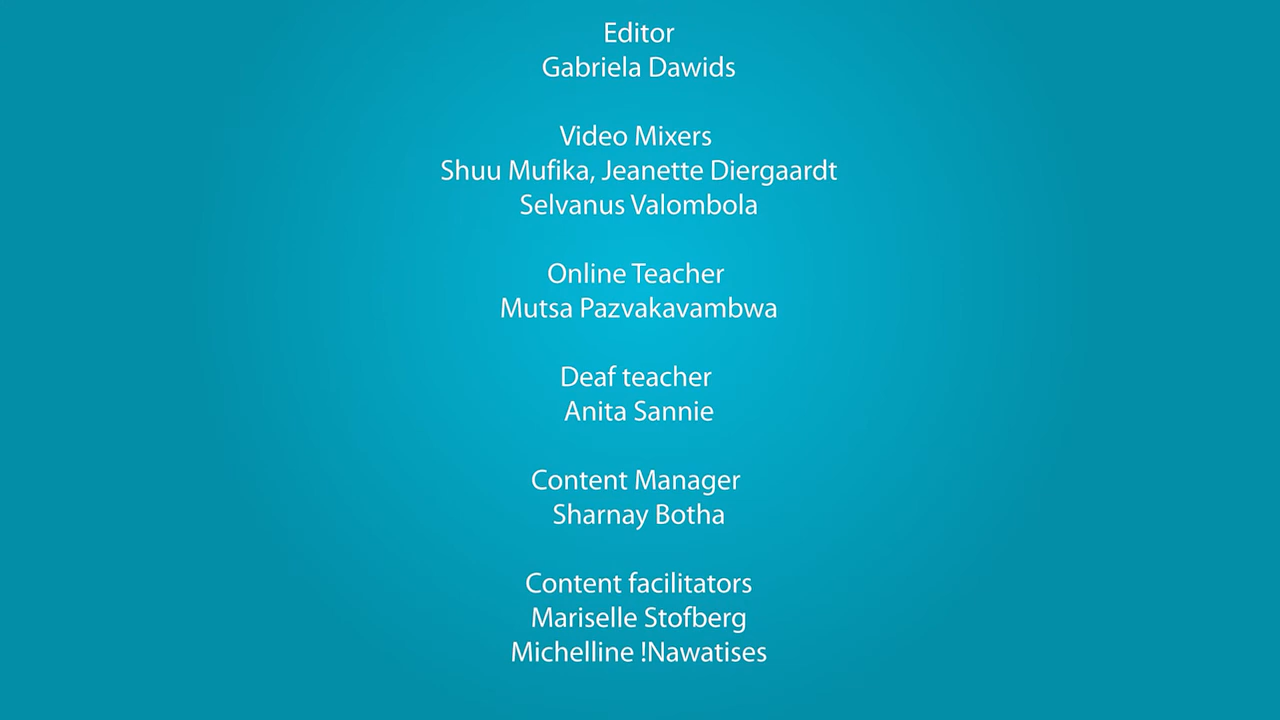 Editor
Gabriela Dawids
Video Mixers
Shuu Mufika, Jeanette Diergaardt
Selvanus Valombola
Online Teacher
Mutsa Pazvakavambwa
Deaf teacher
Anita Sannie
Content Manager
Sharnay Botha
Content facilitators
Mariselle Stofberg
Michelline !Nawatises